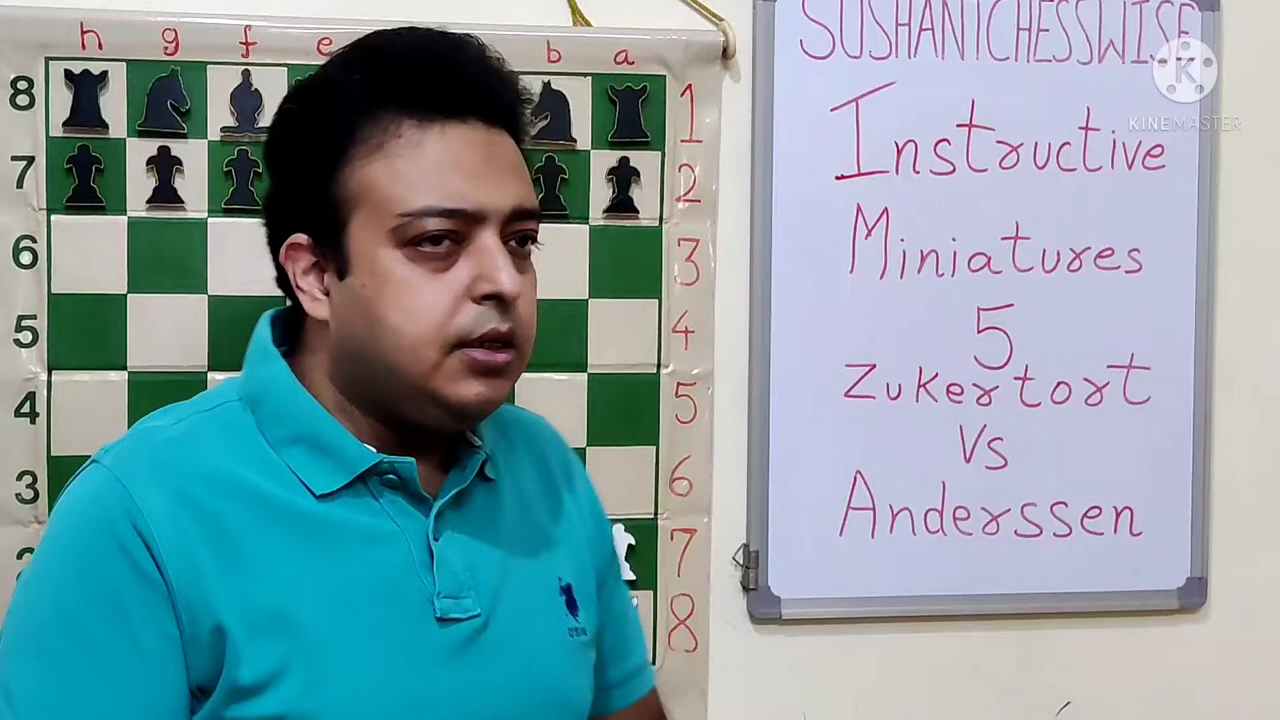 h g f e b a
8 1
7 2
6 3
5 4
4 5
3 6
7
8
SUSHANTCHESSWISE
K
KINEMASTER
Instructive
Miniatures
5
Zukertort
Vs
Anderssen